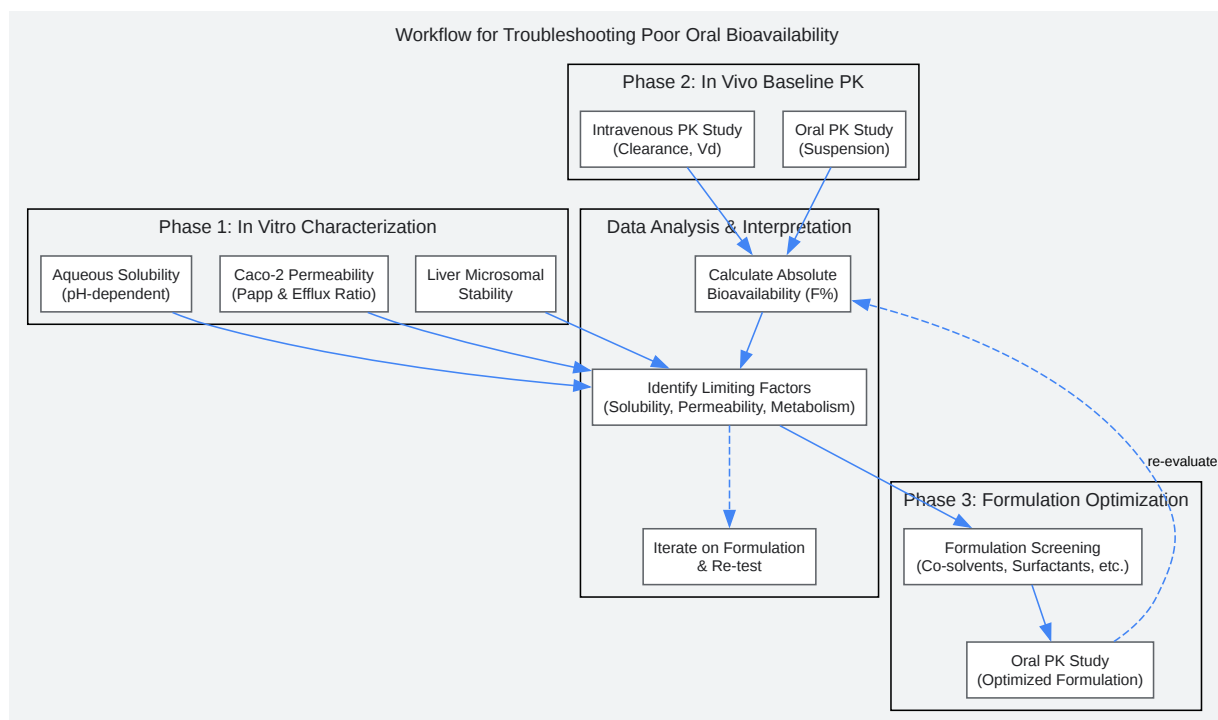 Workflow for Troubleshooting Poor Oral Bioavailability
Phase 2: In Vivo Baseline PK
Intravenous PK Study
(Clearance, Vd)
Oral PK Study
(Suspension)
Phase 1: In Vitro Characterization
Aqueous Solubility
(pH-dependent)
Caco-2 Permeability
(Papp & Efflux Ratio)
Liver Microsomal
Stability
Data Analysis & Interpretation
Calculate Absolute
Bioavailability (F%)
Identify Limiting Factors
(Solubility, Permeability, Metabolism)
Iterate on Formulation
& Re-test
re-evaluate
Phase 3: Formulation Optimization
Formulation Screening
(Co-solvents, Surfactants, etc.)
Oral PK Study
(Optimized Formulation)